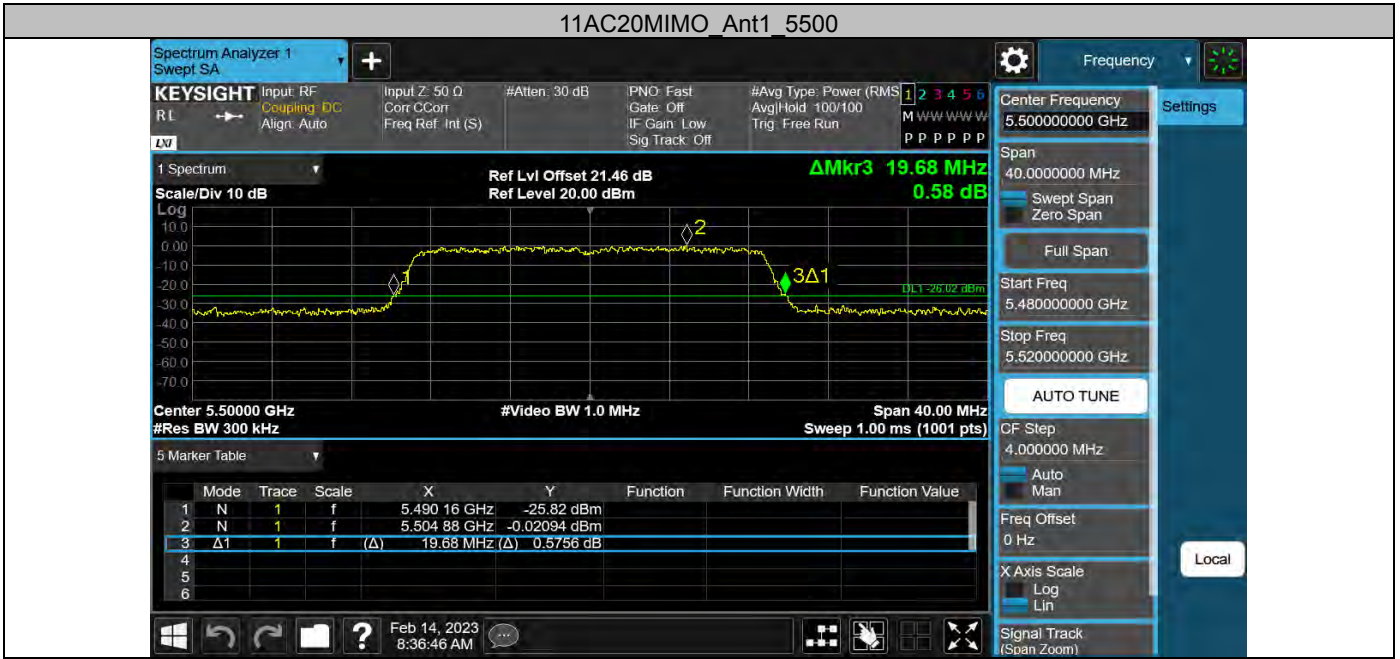 11AC20MIMO_Ant1_5500
Spectrum Analyzer 1
Swept SA
Frequency
KEYSIGHT
RL
LXI
Input: RF
Coupling: DC
Align: Auto
Input Z: 50 Ω
Corr CCorr
Freq Ref: Int (S)
#Atten: 30 dB
PNO: Fast
Gate: Off
IF Gain: Low
Sig Track: Off
#Avg Type: Power (RMS
Avg|Hold: 100/100
Trig: Free Run
1 2 3 4 5 6
M W W W W W
P P P P P P
1 Spectrum
Scale/Div 10 dB
Ref Lvl Offset 21.46 dB
Ref Level 20.00 dBm
ΔMkr3 19.68 MHz
0.58 dB
Log
10.0
0.00
-10.0
-20.0
-30.0
-40.0
-50.0
-60.0
-70.0
1
2
3Δ1
DL1 -26.02 dBm
Center 5.50000 GHz
#Res BW 300 kHz
#Video BW 1.0 MHz
Span 40.00 MHz
Sweep 1.00 ms (1001 pts)
5 Marker Table
Mode Trace Scale X Y Function Function Width Function Value
1 N 1 f 5.490 16 GHz -25.82 dBm
2 N 1 f 5.504 88 GHz -0.02094 dBm
3 Δ1 1 f (Δ) 19.68 MHz (Δ) 0.5756 dB
4
5
6
Feb 14, 2023
8:36:46 AM
Center Frequency
5.500000000 GHz
Settings
Span
40.0000000 MHz
Swept Span
Zero Span
Full Span
Start Freq
5.480000000 GHz
Stop Freq
5.520000000 GHz
AUTO TUNE
CF Step
4.000000 MHz
Auto
Man
Freq Offset
0 Hz
X Axis Scale
Log
Lin
Local
Signal Track
(Span Zoom)